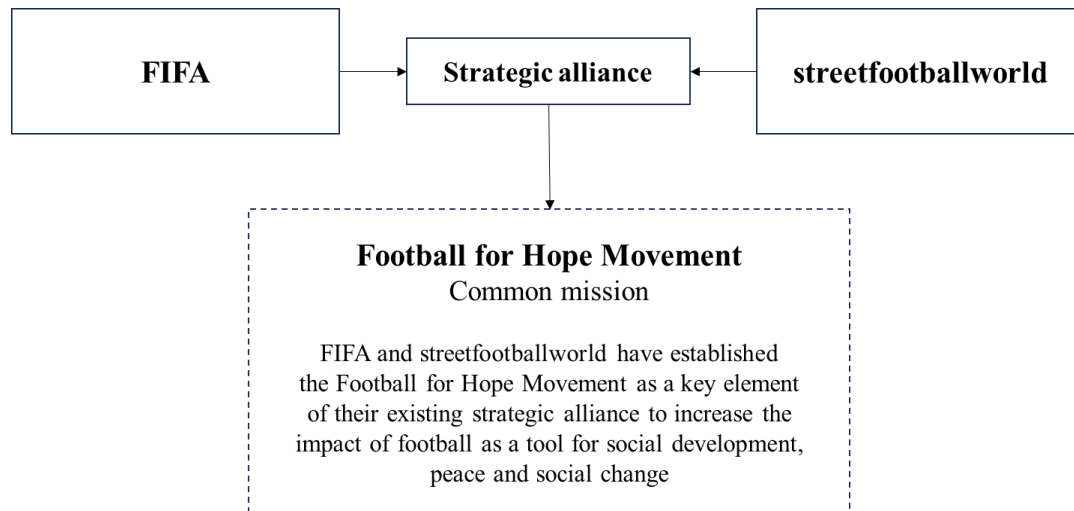 FIFA
Strategic alliance
streetfootballworld
Football for Hope Movement
Common mission
FIFA and streetfootballworld have established
the Football for Hope Movement as a key element
of their existing strategic alliance to increase the
impact of football as a tool for social development,
peace and social change